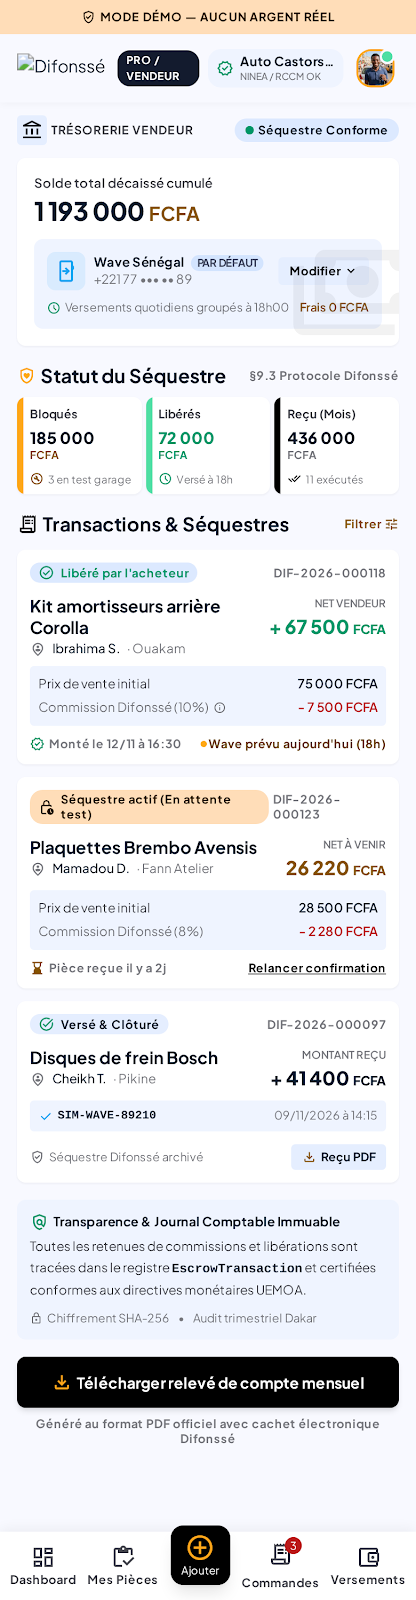 MODE DÉMO — AUCUN ARGENT RÉEL
Difonssé
PRO /
VENDEUR
Auto Castors…
NINEA / RCCM OK
TRÉSORERIE VENDEUR
Séquestre Conforme
Solde total décaissé cumulé
1 193 000 FCFA
Wave Sénégal PAR DÉFAUT
+221 77 ••• •• 89
Modifier
Versements quotidiens groupés à 18h00
Frais 0 FCFA
Statut du Séquestre
§9.3 Protocole Difonssé
Bloqués
185 000
FCFA
3 en test garage
Libérés
72 000
FCFA
Versé à 18h
Reçu (Mois)
436 000
FCFA
11 exécutés
Transactions & Séquestres
Filtrer
Libéré par l'acheteur
DIF-2026-000118
Kit amortisseurs arrière
Corolla
NET VENDEUR
+ 67 500 FCFA
Ibrahima S. · Ouakam
Prix de vente initial 75 000 FCFA
Commission Difonssé (10%) - 7 500 FCFA
Monté le 12/11 à 16:30
Wave prévu aujourd'hui (18h)
Séquestre actif (En attente
test)
DIF-2026-
000123
Plaquettes Brembo Avensis
NET À VENIR
Mamadou D. · Fann Atelier
26 220 FCFA
Prix de vente initial 28 500 FCFA
Commission Difonssé (8%) - 2 280 FCFA
Pièce reçue il y a 2j
Relancer confirmation
Versé & Clôturé
DIF-2026-000097
Disques de frein Bosch
MONTANT REÇU
Cheikh T. · Pikine
+ 41 400 FCFA
SIM-WAVE-89210
09/11/2026 à 14:15
Séquestre Difonssé archivé
Reçu PDF
Transparence & Journal Comptable Immuable
Toutes les retenues de commissions et libérations sont
tracées dans le registre EscrowTransaction et certifiées
conformes aux directives monétaires UEMOA.
Chiffrement SHA-256 • Audit trimestriel Dakar
Télécharger relevé de compte mensuel
Généré au format PDF officiel avec cachet électronique
Difonssé
Dashboard
Mes Pièces
Ajouter
3
Commandes
Versements